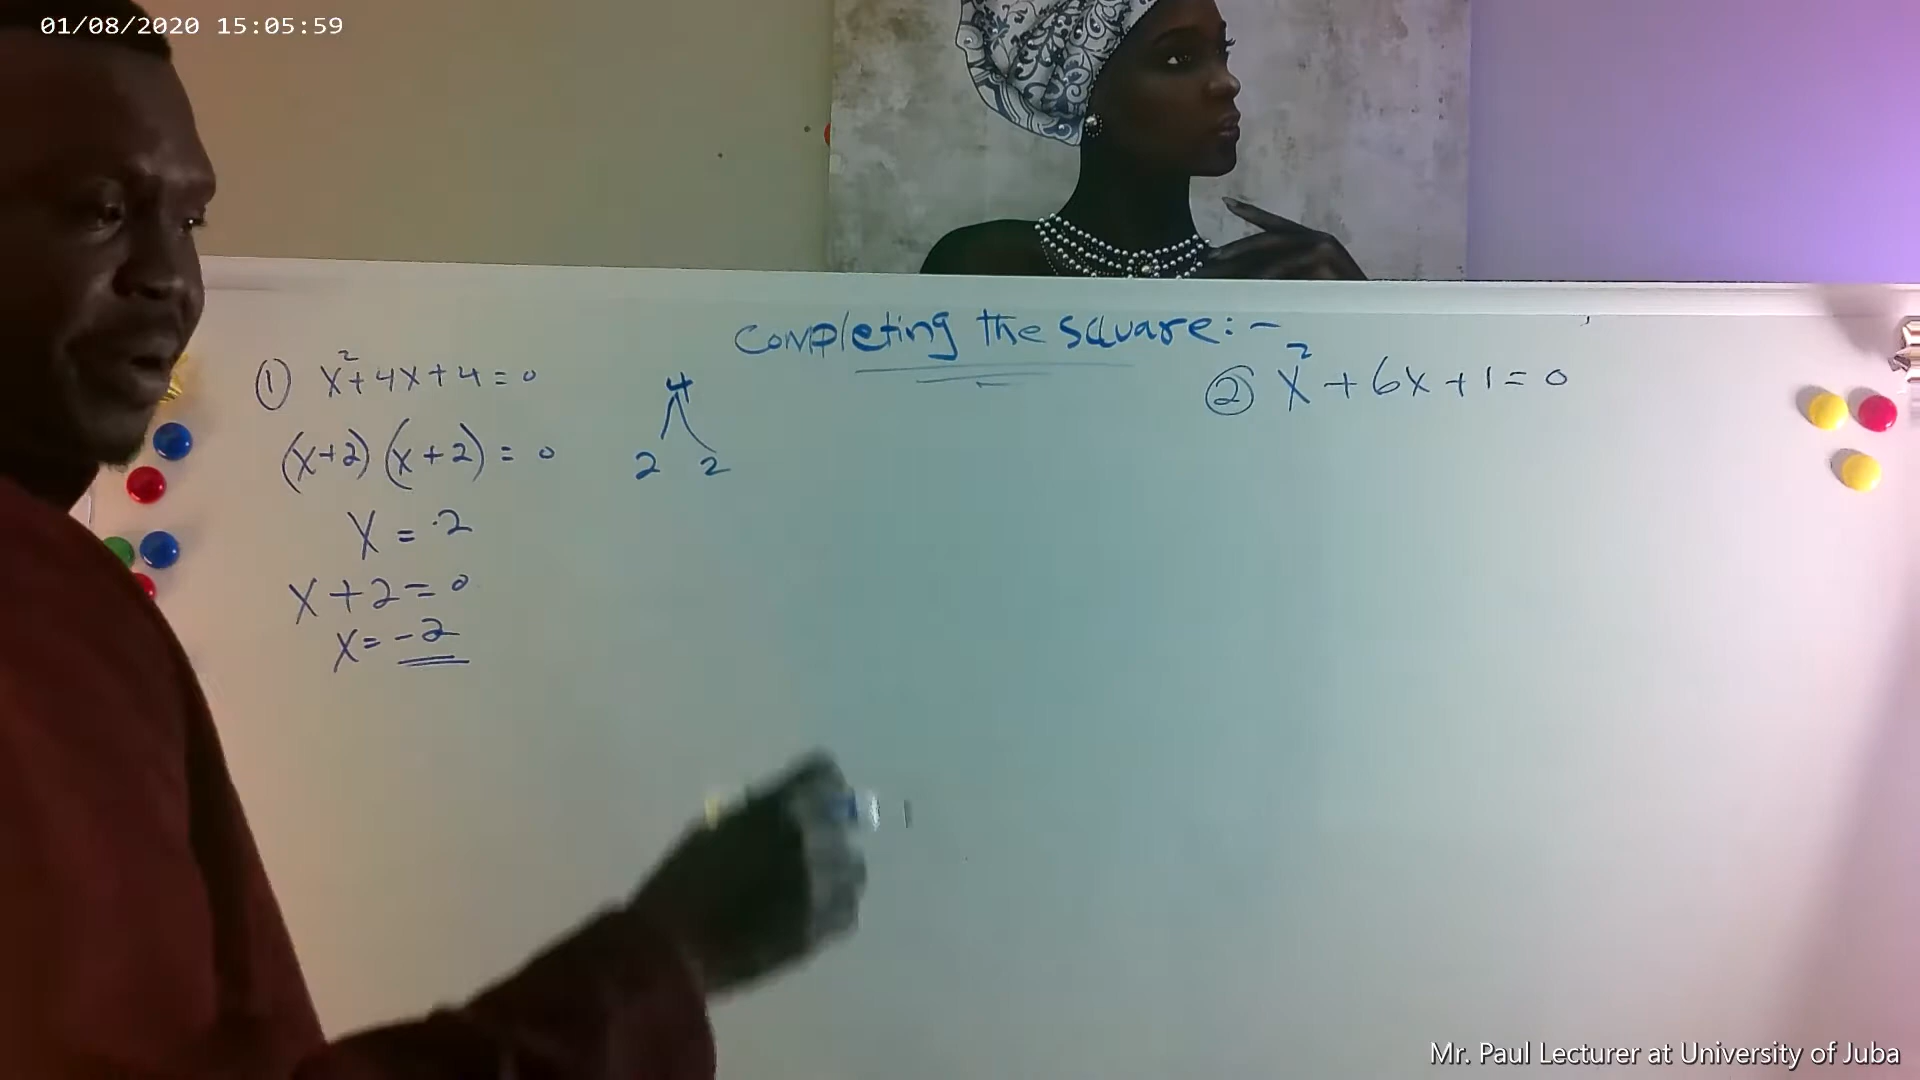 01/08/2020 15:05:59
Completing the square:-
① x²+4x+4=0
4
2 2
(x+2)(x+2)=0
x=-2
x+2=0
x=-2
② x²+6x+1=0
Mr. Paul Lecturer at University of Juba